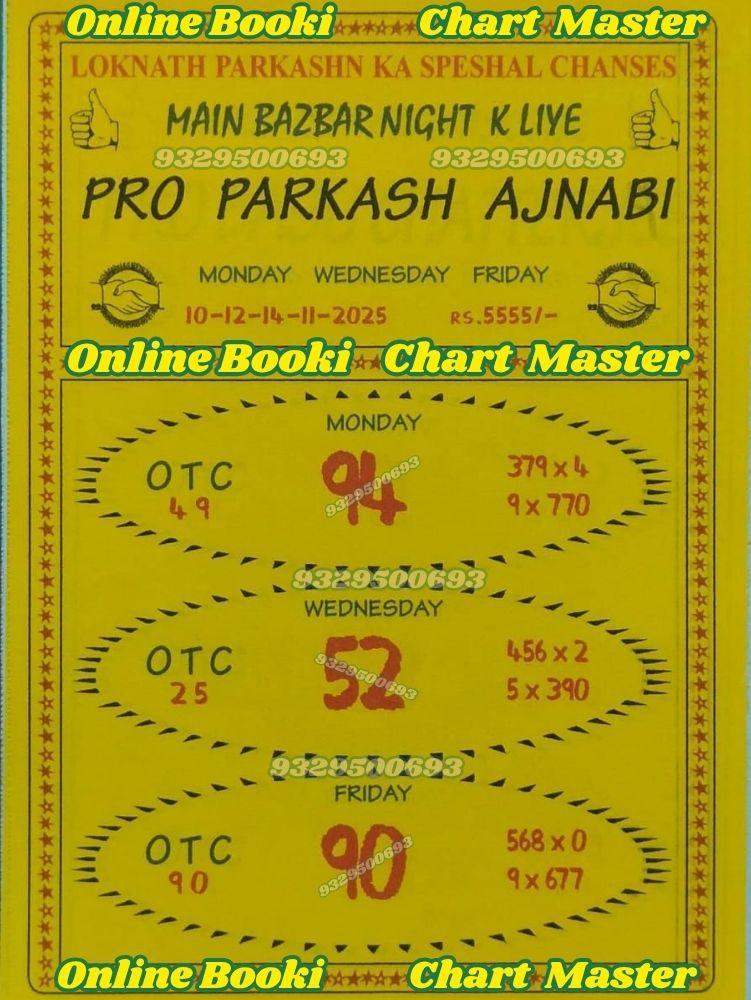 Online Booki Chart Master
LOKNATH PARKASHN KA SPESHAL CHANSES
MAIN BAZBAR NIGHT K LIYE
9329500693 9329500693
PRO PARKASH AJNABI
MONDAY WEDNESDAY FRIDAY
10-12-14-11-2025 RS.5555/-
Online Booki Chart Master
MONDAY
OTC 94 379 x 4
49 9329500693 9 x 770
9329500693
WEDNESDAY
OTC 52 456 x 2
25 9329500693 5 x 390
9329500693
FRIDAY
OTC 90 568 x 0
90 9329500693 9 x 677
Online Booki Chart Master